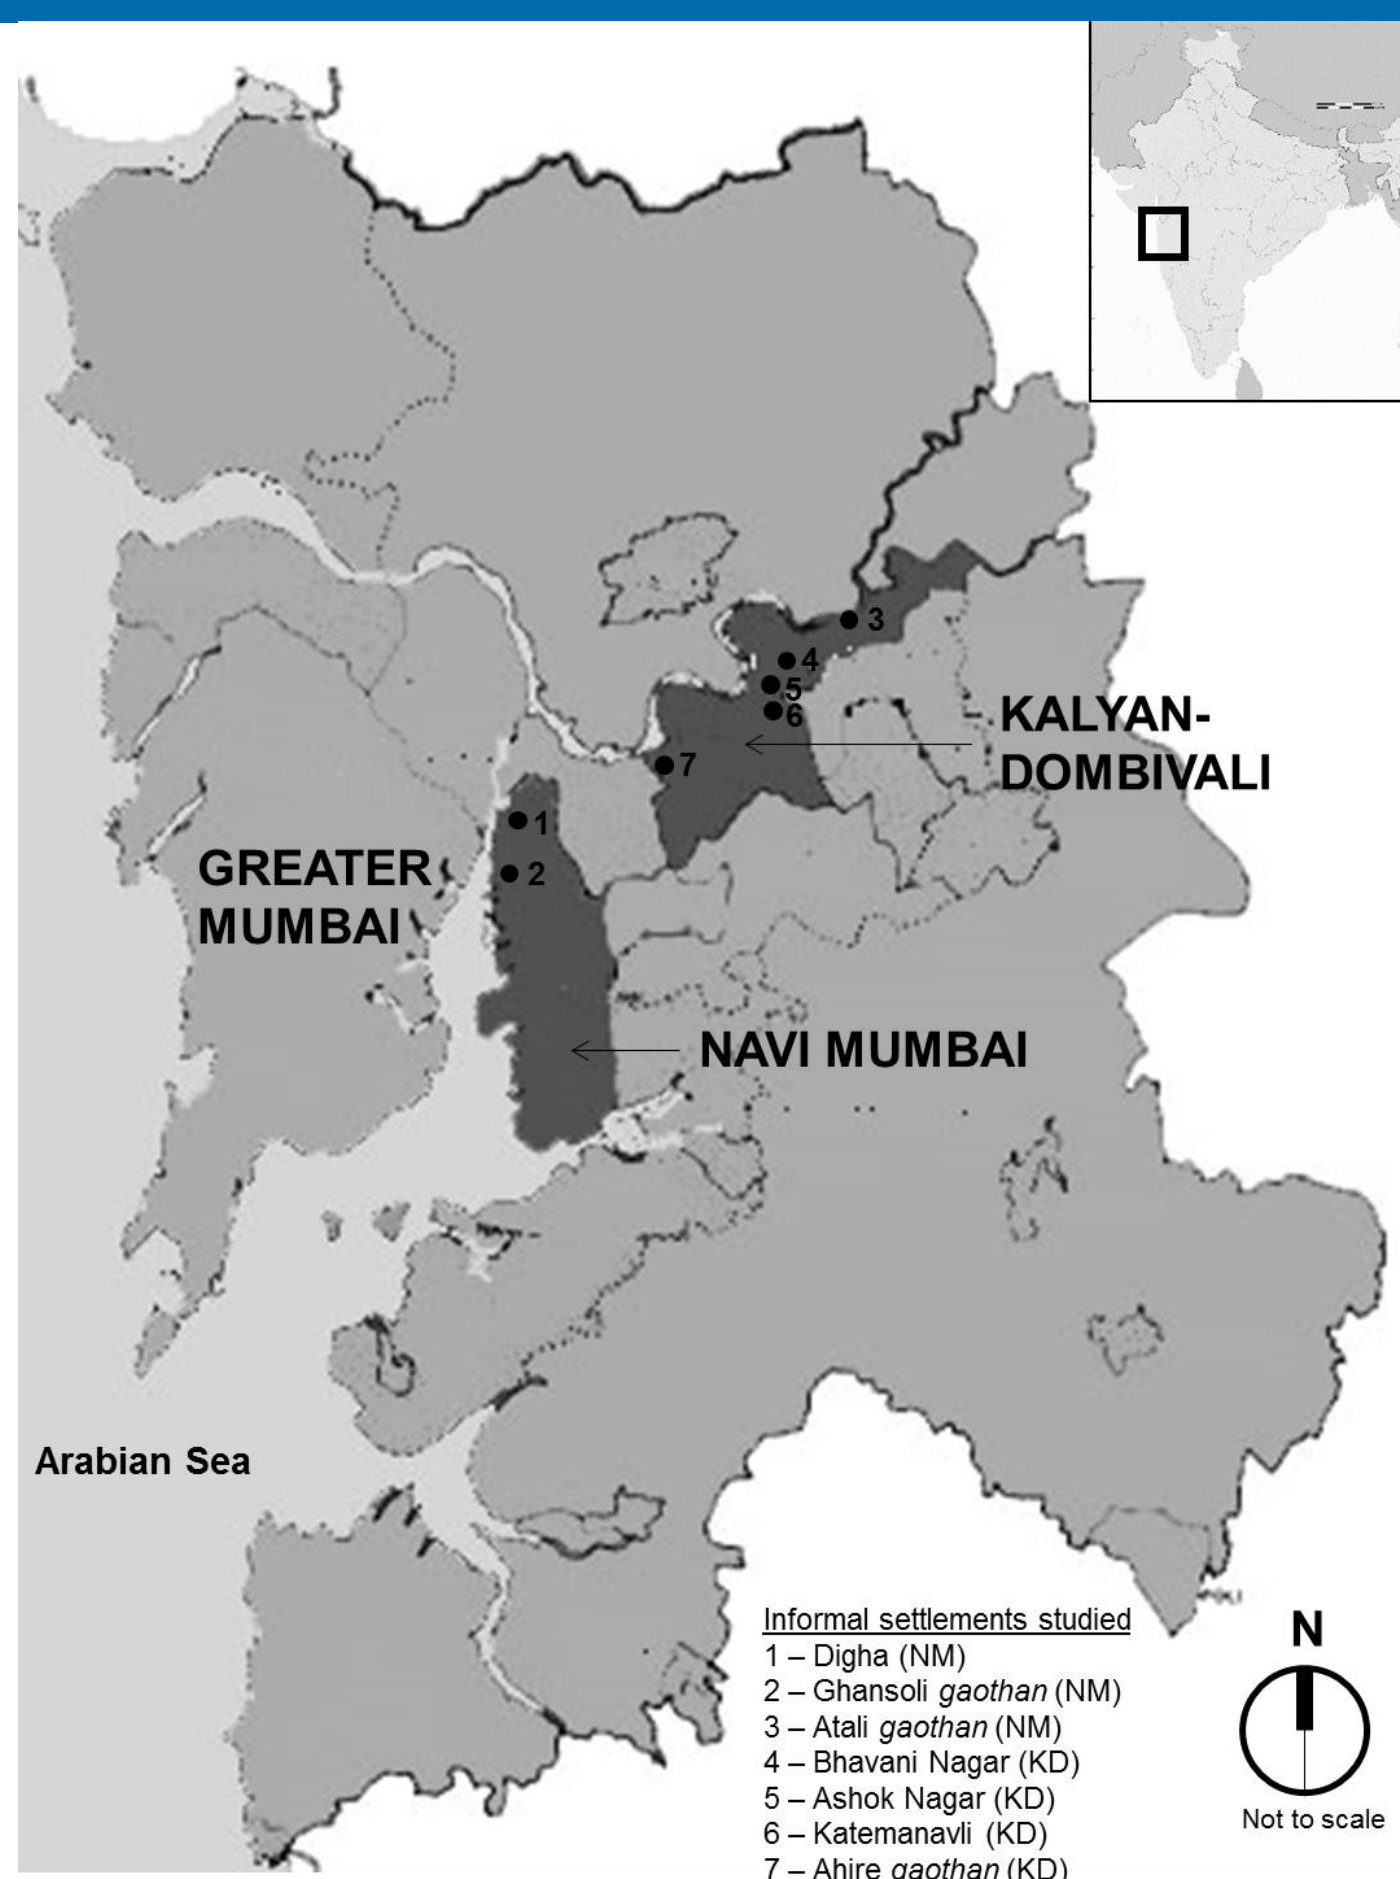 3
4
5
6
7
KALYAN-
DOMBIVALI
1
2
GREATER
MUMBAI
NAVI MUMBAI
Arabian Sea
Informal settlements studied
1 – Digha (NM)
2 – Ghansoli gaothan (NM)
3 – Atali gaothan (NM)
4 – Bhavani Nagar (KD)
5 – Ashok Nagar (KD)
6 – Katemanavli (KD)
7 – Ahire gaothan (KD)
N
Not to scale